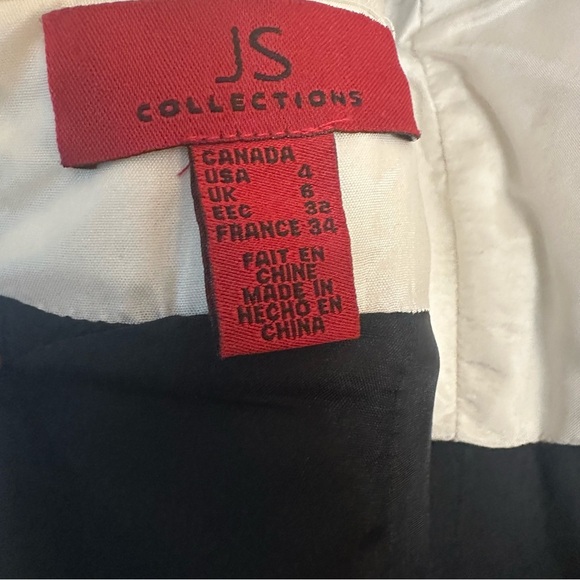 JS
COLLECTIONS
CANADA
USA 4
UK 6
EEC 32
FRANCE 34
FAIT EN
CHINE
MADE IN
HECHO EN
CHINA